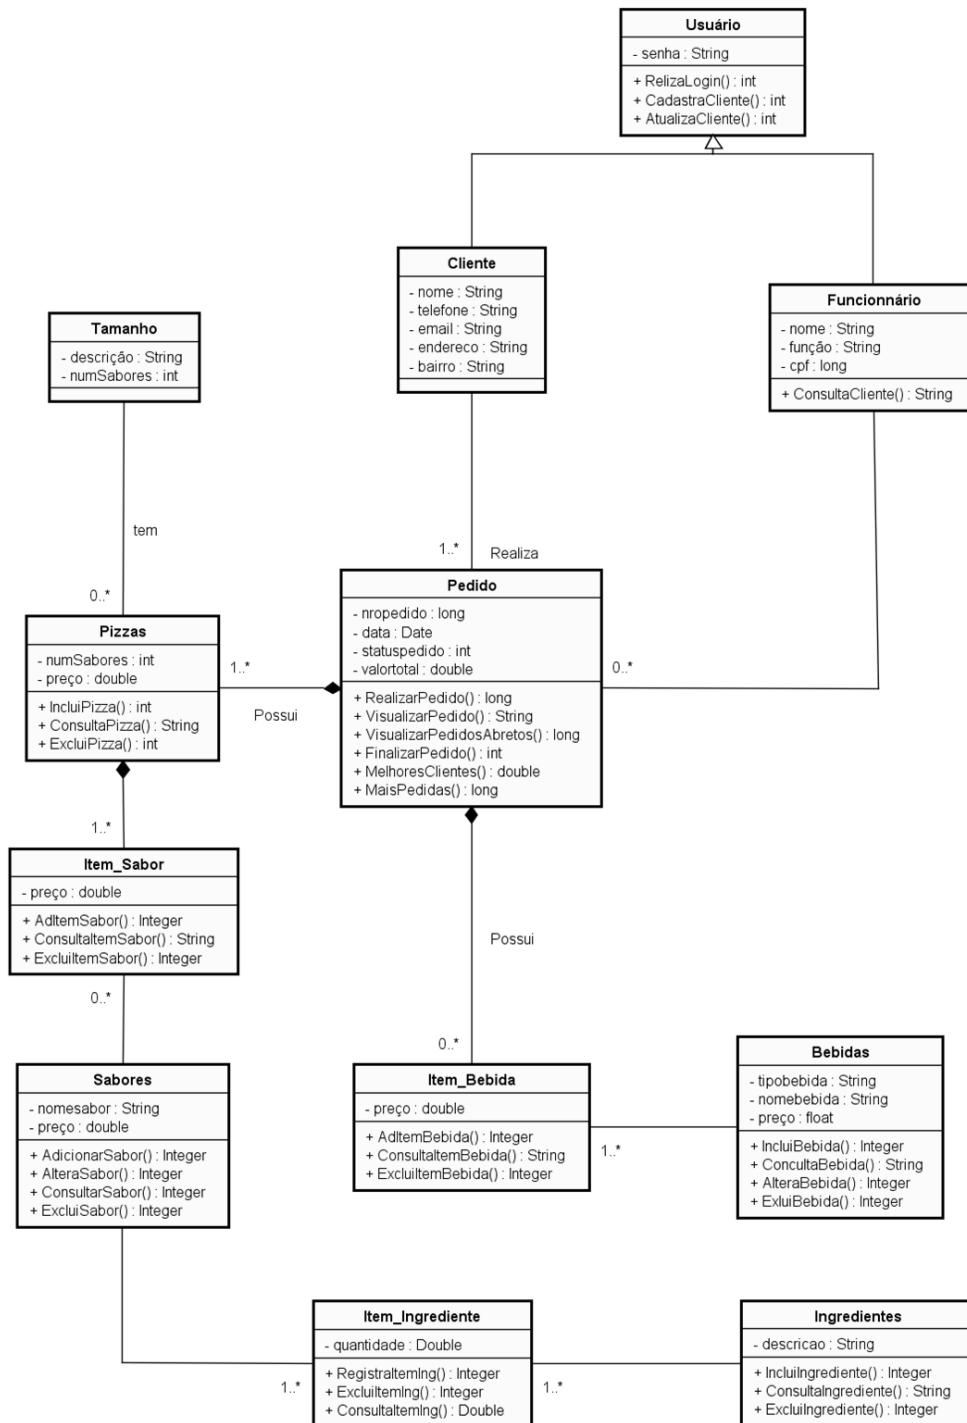 Usuário
- senha : String
+ RelizaLogin() : int
+ CadastraCliente() : int
+ AtualizaCliente() : int
Cliente
- nome : String
- telefone : String
- email : String
- endereco : String
- bairro : String
Funcionnário
- nome : String
- função : String
- cpf : long
+ ConsultaCliente() : String
Tamanho
- descrição : String
- numSabores : int
tem
0..*
1..*
Realiza
Pizzas
- numSabores : int
- preço : double
+ IncluiPizza() : int
+ ConsultaPizza() : String
+ ExcluiPizza() : int
1..*
Possui
Pedido
- nropedido : long
- data : Date
- statuspedido : int
- valortotal : double
+ RealizarPedido() : long
+ VisualizarPedido() : String
+ VisualizarPedidosAbretos() : long
+ FinalizarPedido() : int
+ MelhoresClientes() : double
+ MaisPedidas() : long
0..*
1..*
Item_Sabor
- preço : double
+ AdItemSabor() : Integer
+ ConsultaItemSabor() : String
+ ExcluiItemSabor() : Integer
0..*
Possui
0..*
Sabores
- nomesabor : String
- preço : double
+ AdicionarSabor() : Integer
+ AlteraSabor() : Integer
+ ConsultarSabor() : Integer
+ ExcluiSabor() : Integer
Item_Bebida
- preço : double
+ AdItemBebida() : Integer
+ ConsultaItemBebida() : String
+ ExcluiItemBebida() : Integer
1..*
Bebidas
- tipobebida : String
- nomebebida : String
- preço : float
+ IncluiBebida() : Integer
+ ConcultaBebida() : String
+ AlteraBebida() : Integer
+ ExluiBebida() : Integer
1..*
Item_Ingrediente
- quantidade : Double
+ RegistraItemIng() : Integer
+ ExcluiItemIng() : Integer
+ ConsultaItemIng() : Double
1..*
Ingredientes
- descricao : String
+ IncluiIngrediente() : Integer
+ ConsultaIngrediente() : String
+ ExcluiIngrediente() : Integer